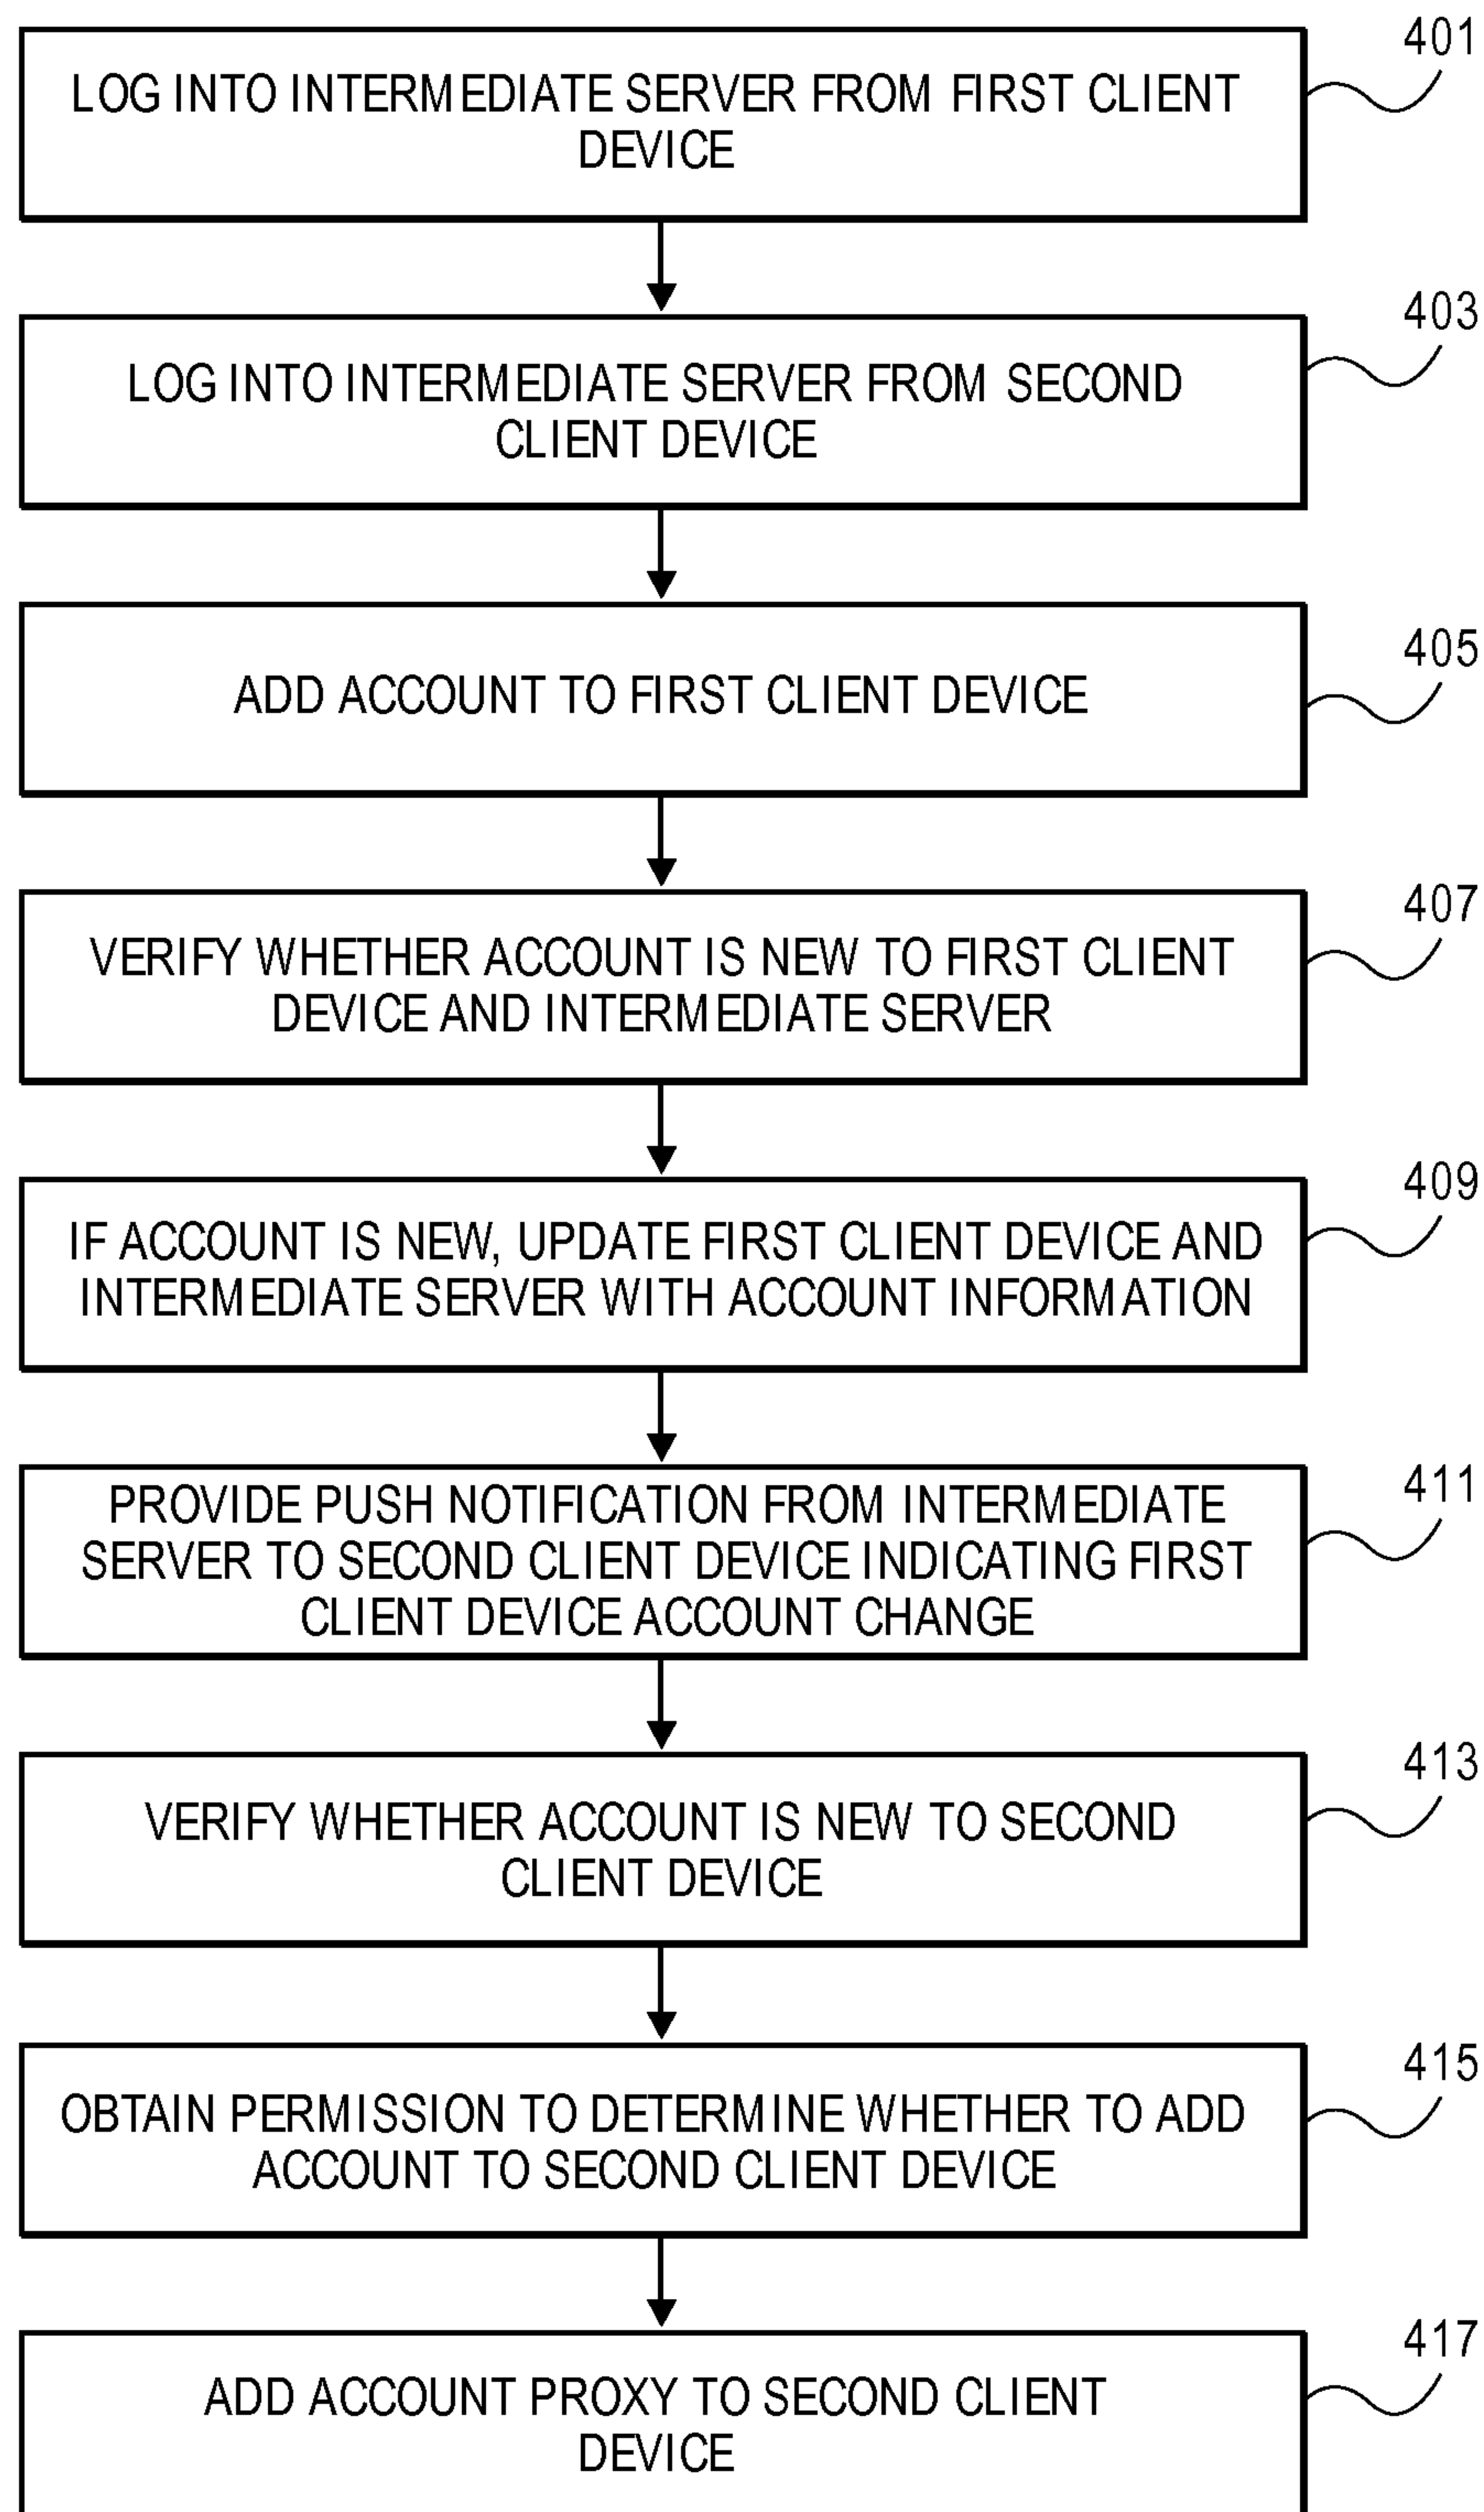 401
LOG INTO INTERMEDIATE SERVER FROM FIRST CLIENT
DEVICE
403
LOG INTO INTERMEDIATE SERVER FROM SECOND
CLIENT DEVICE
405
ADD ACCOUNT TO FIRST CLIENT DEVICE
407
VERIFY WHETHER ACCOUNT IS NEW TO FIRST CLIENT
DEVICE AND INTERMEDIATE SERVER
409
IF ACCOUNT IS NEW, UPDATE FIRST CLIENT DEVICE AND
INTERMEDIATE SERVER WITH ACCOUNT INFORMATION
411
PROVIDE PUSH NOTIFICATION FROM INTERMEDIATE
SERVER TO SECOND CLIENT DEVICE INDICATING FIRST
CLIENT DEVICE ACCOUNT CHANGE
413
VERIFY WHETHER ACCOUNT IS NEW TO SECOND
CLIENT DEVICE
415
OBTAIN PERMISSION TO DETERMINE WHETHER TO ADD
ACCOUNT TO SECOND CLIENT DEVICE
417
ADD ACCOUNT PROXY TO SECOND CLIENT
DEVICE